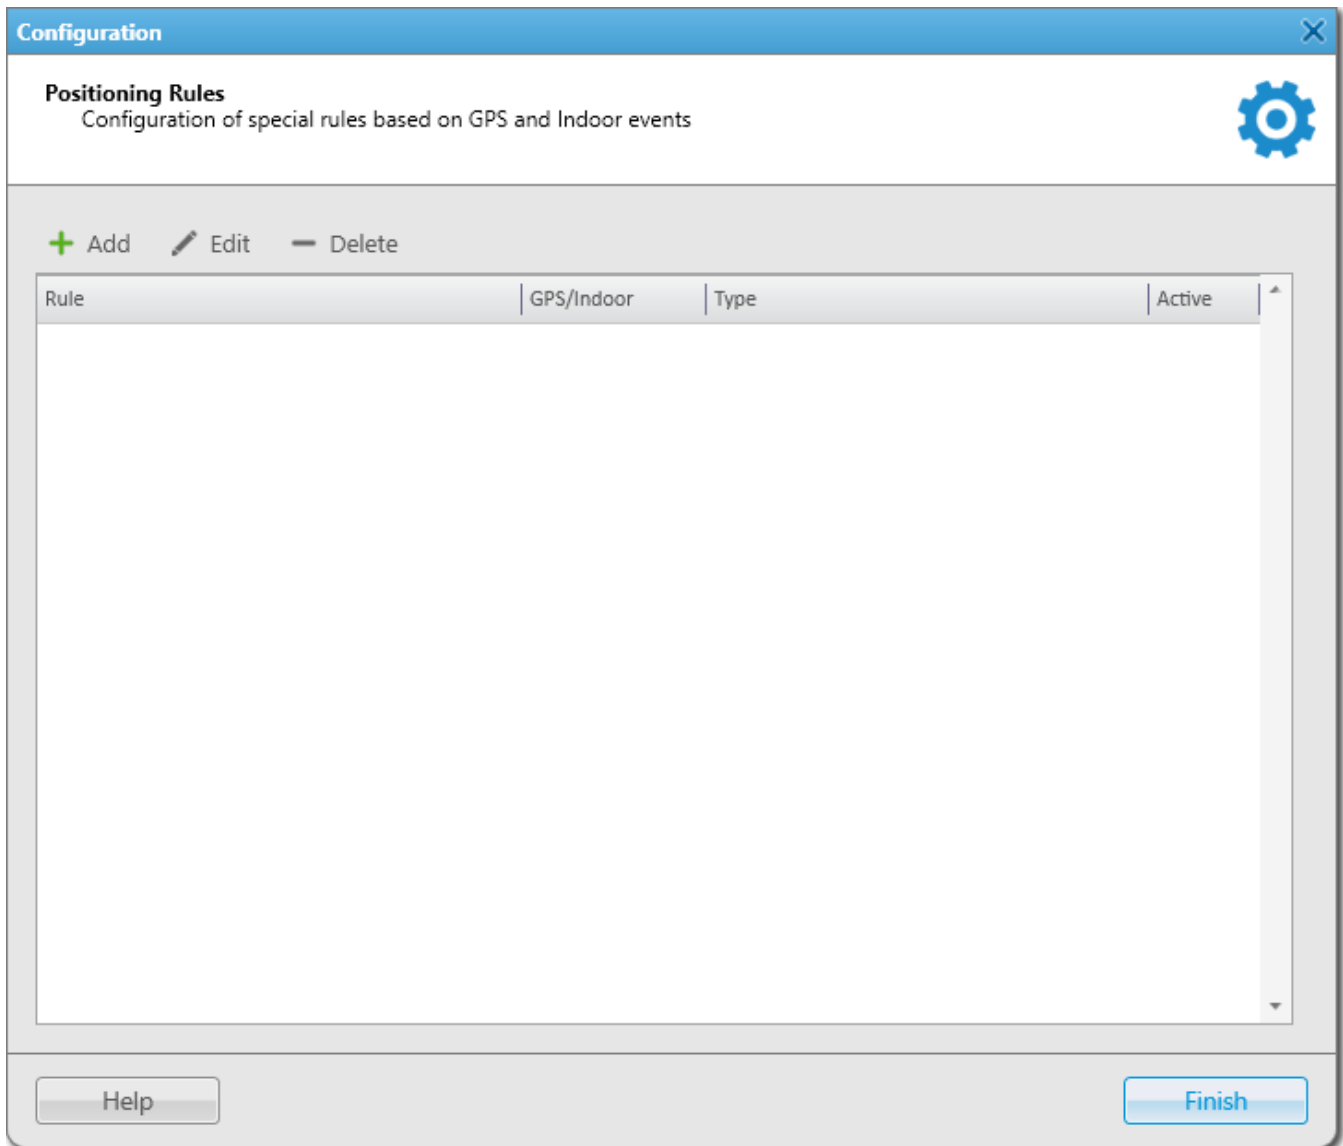 Configuration
Positioning Rules
Configuration of special rules based on GPS and Indoor events
Add Edit Delete
Rule GPS/Indoor Type Active
Help Finish